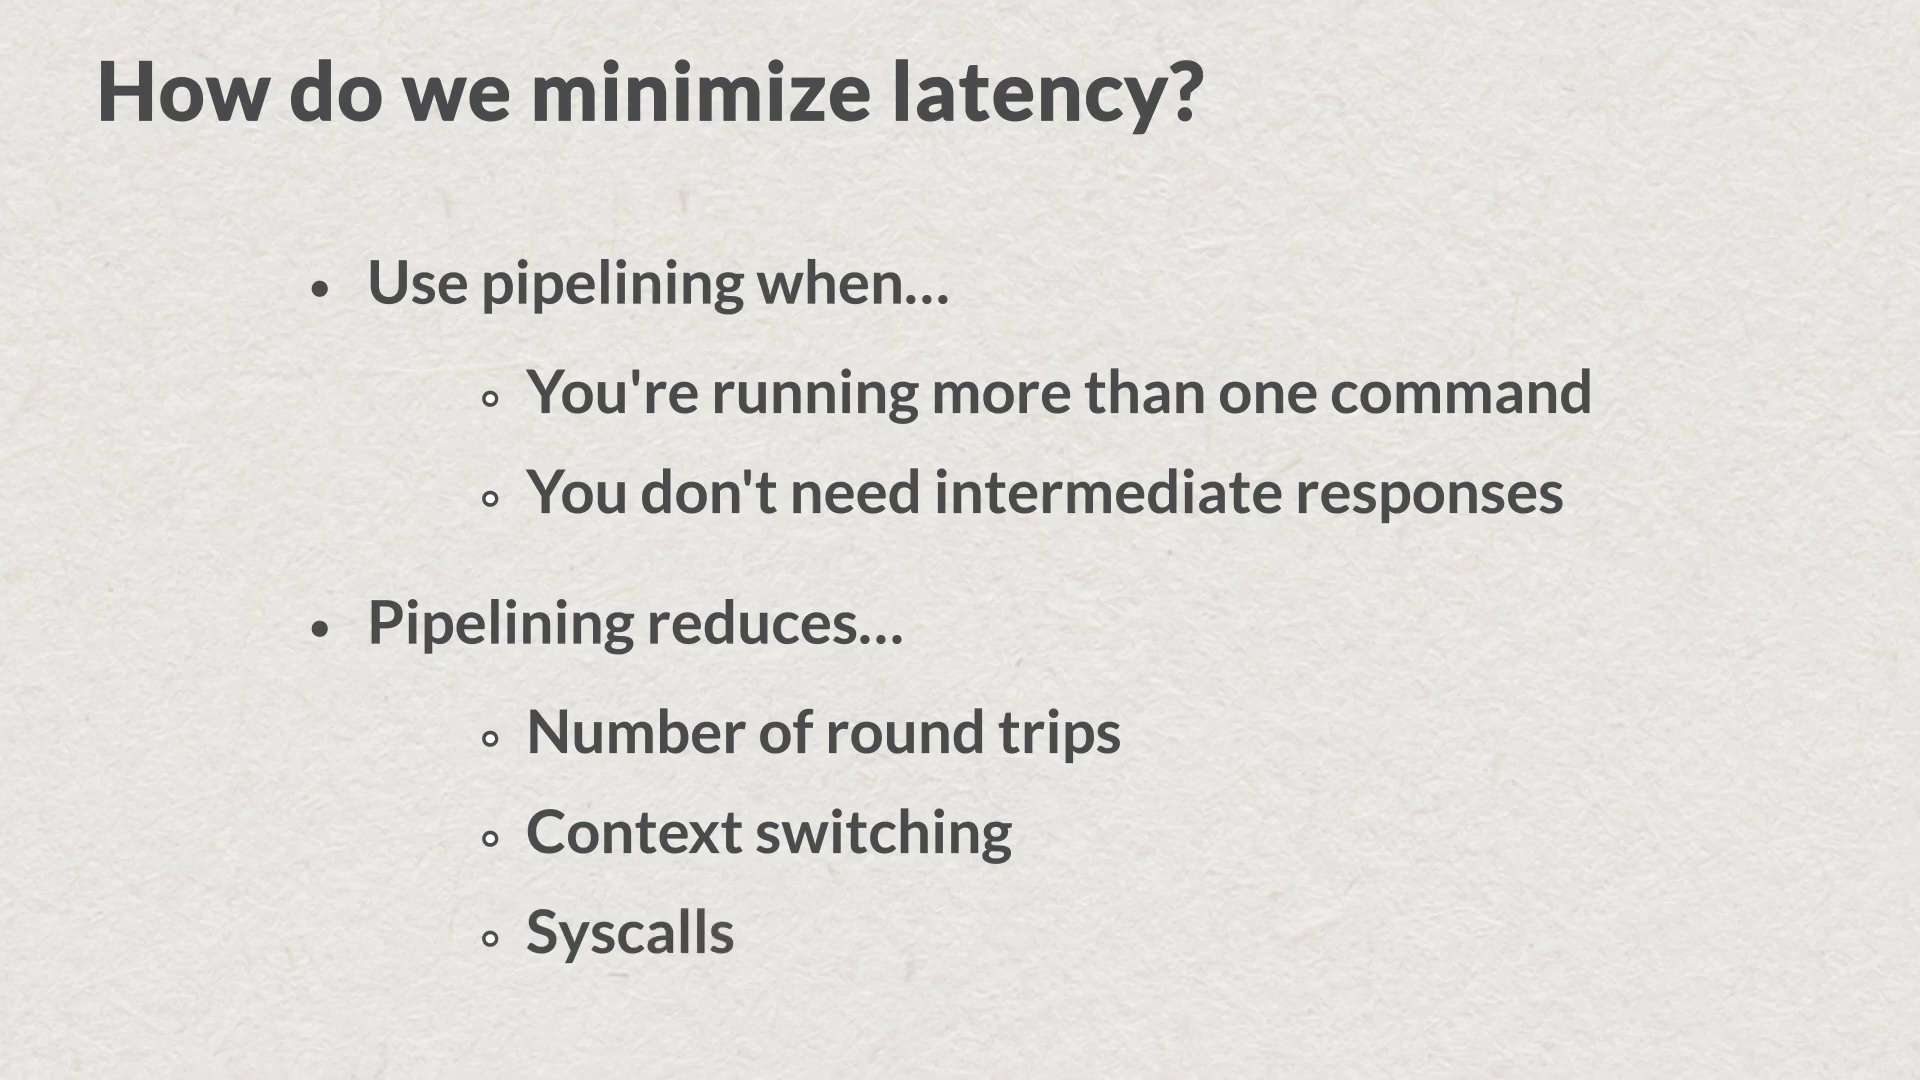 How do we minimize latency?
• Use pipelining when...
◦ You're running more than one command
◦ You don't need intermediate responses
• Pipelining reduces...
◦ Number of round trips
◦ Context switching
◦ Syscalls